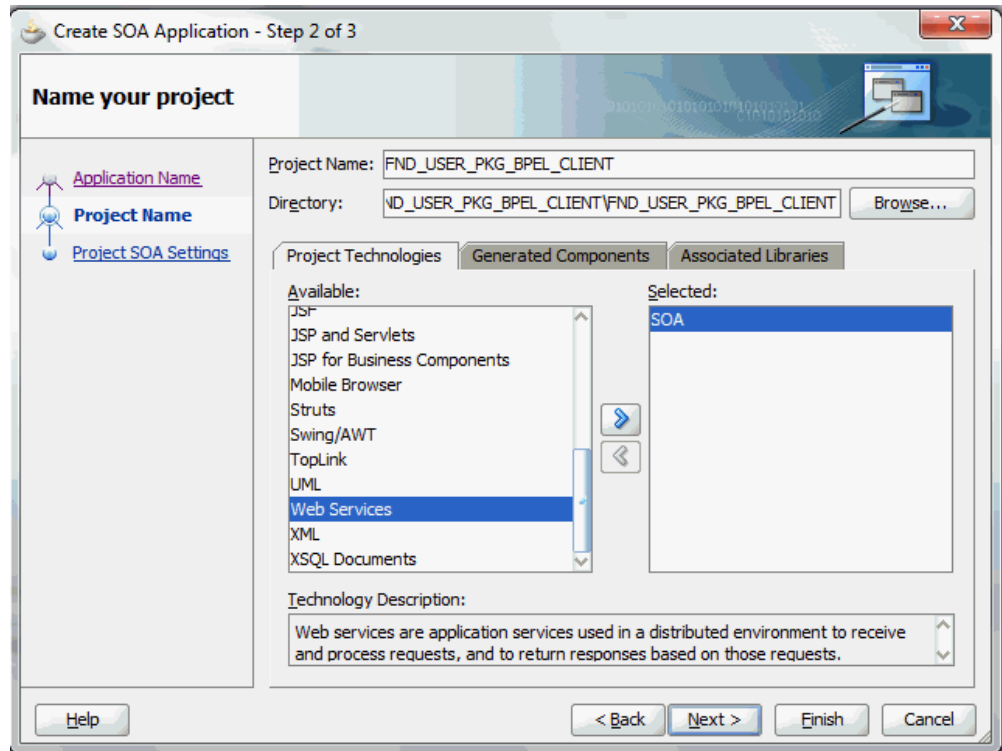 Create SOA Application - Step 2 of 3
Name your project
Application Name
Project Name
Project SOA Settings
Project Name: FND_USER_PKG_BPEL_CLIENT
Directory: ND_USER_PKG_BPEL_CLIENT\FND_USER_PKG_BPEL_CLIENT Browse...
Project Technologies Generated Components Associated Libraries
Available:
JSF
JSP and Servlets
JSP for Business Components
Mobile Browser
Struts
Swing/AWT
TopLink
UML
Web Services
XML
XSQL Documents
Selected:
SOA
Technology Description:
Web services are application services used in a distributed environment to receive
and process requests, and to return responses based on those requests.
Help < Back Next > Finish Cancel